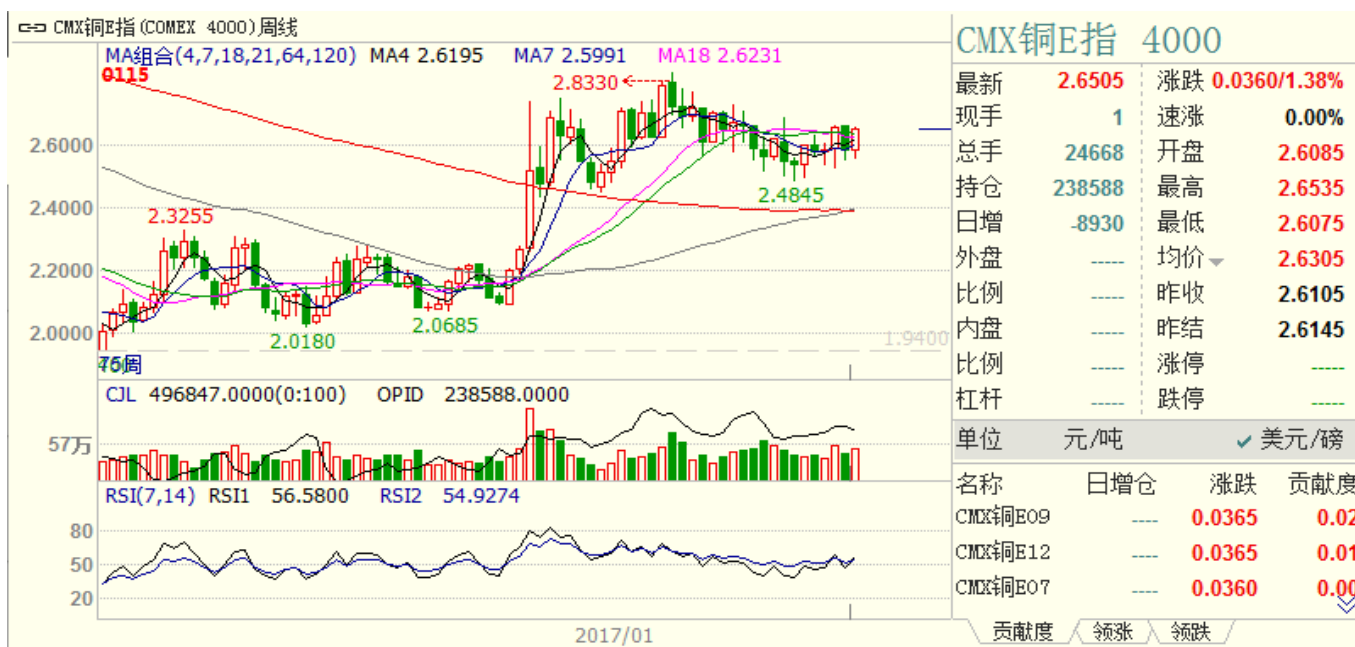 CMX铜E指(COMEX 4000)周线
MA组合(4,7,18,21,64,120) MA4 2.6195 MA7 2.5991 MA18 2.6231
0115
2.8330
2.6000
2.4000
2.2000
2.0000
2.3255
2.4845
2.0180
2.0685
1.9400
75周
CJL 496847.0000(0:100) OPID 238588.0000
57万
RSI(7,14) RSI1 56.5800 RSI2 54.9274
80
50
20
2017/01
CMX铜E指 4000
最新 2.6505 涨跌 0.0360/1.38%
现手 1 速涨 0.00%
总手 24668 开盘 2.6085
持仓 238588 最高 2.6535
日增 -8930 最低 2.6075
外盘 ----- 均价 2.6305
比例 ----- 昨收 2.6105
内盘 ----- 昨结 2.6145
比例 ----- 涨停 -----
杠杆 ----- 跌停 -----
单位 元/吨 ✓ 美元/磅
名称 日增仓 涨跌 贡献度
CMX铜E09 ---- 0.0365 0.02
CMX铜E12 ---- 0.0365 0.01
CMX铜E07 ---- 0.0360 0.00
贡献度 领涨 领跌